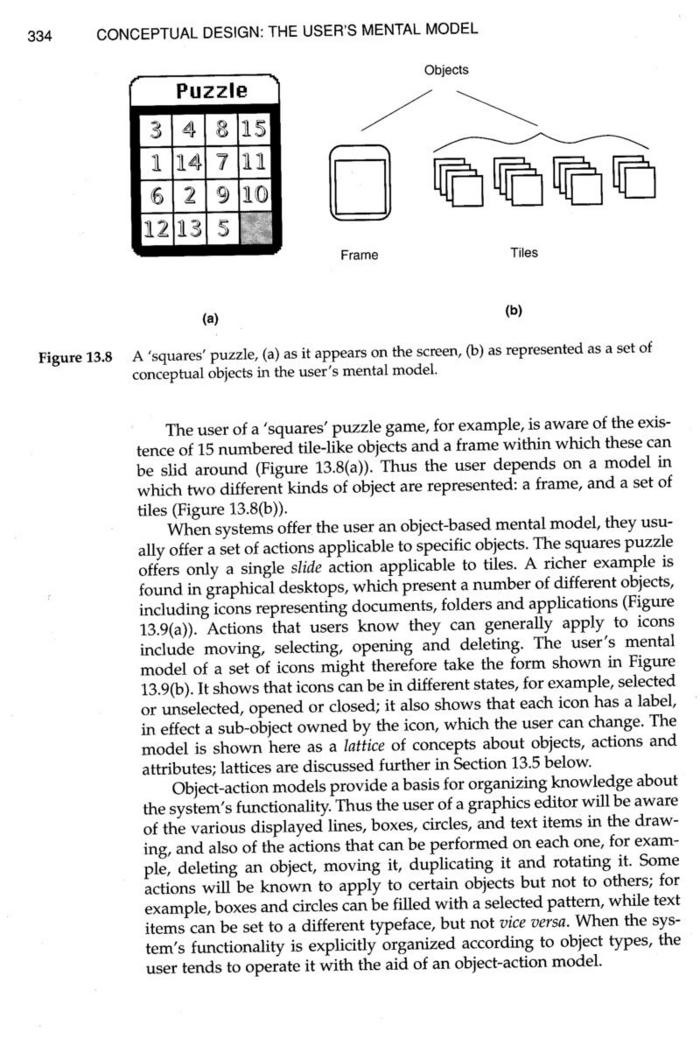 334 CONCEPTUAL DESIGN: THE USER'S MENTAL MODEL
Puzzle
3 4 8 15
1 14 7 11
6 2 9 10
12 13 5
(a)
Objects
Frame
Tiles
(b)
Figure 13.8 A 'squares' puzzle, (a) as it appears on the screen, (b) as represented as a set of
conceptual objects in the user's mental model.
The user of a 'squares' puzzle game, for example, is aware of the exis-
tence of 15 numbered tile-like objects and a frame within which these can
be slid around (Figure 13.8(a)). Thus the user depends on a model in
which two different kinds of object are represented: a frame, and a set of
tiles (Figure 13.8(b)).
When systems offer the user an object-based mental model, they usu-
ally offer a set of actions applicable to specific objects. The squares puzzle
offers only a single slide action applicable to tiles. A richer example is
found in graphical desktops, which present a number of different objects,
including icons representing documents, folders and applications (Figure
13.9(a)). Actions that users know they can generally apply to icons
include moving, selecting, opening and deleting. The user's mental
model of a set of icons might therefore take the form shown in Figure
13.9(b). It shows that icons can be in different states, for example, selected
or unselected, opened or closed; it also shows that each icon has a label,
in effect a sub-object owned by the icon, which the user can change. The
model is shown here as a lattice of concepts about objects, actions and
attributes; lattices are discussed further in Section 13.5 below.
Object-action models provide a basis for organizing knowledge about
the system's functionality. Thus the user of a graphics editor will be aware
of the various displayed lines, boxes, circles, and text items in the draw-
ing, and also of the actions that can be performed on each one, for exam-
ple, deleting an object, moving it, duplicating it and rotating it. Some
actions will be known to apply to certain objects but not to others; for
example, boxes and circles can be filled with a selected pattern, while text
items can be set to a different typeface, but not vice versa. When the sys-
tem's functionality is explicitly organized according to object types, the
user tends to operate it with the aid of an object-action model.